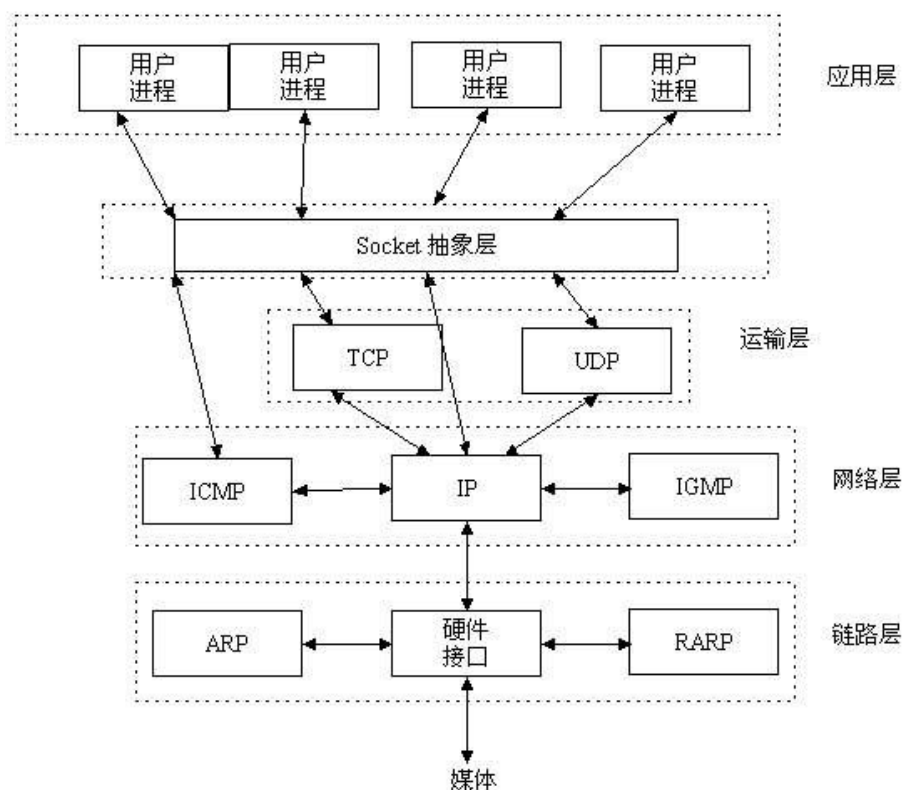 用户
进程
用户
进程
用户
进程
用户
进程
应用层
Socket 抽象层
TCP
UDP
运输层
ICMP
IP
IGMP
网络层
ARP
硬件
接口
RARP
链路层
媒体